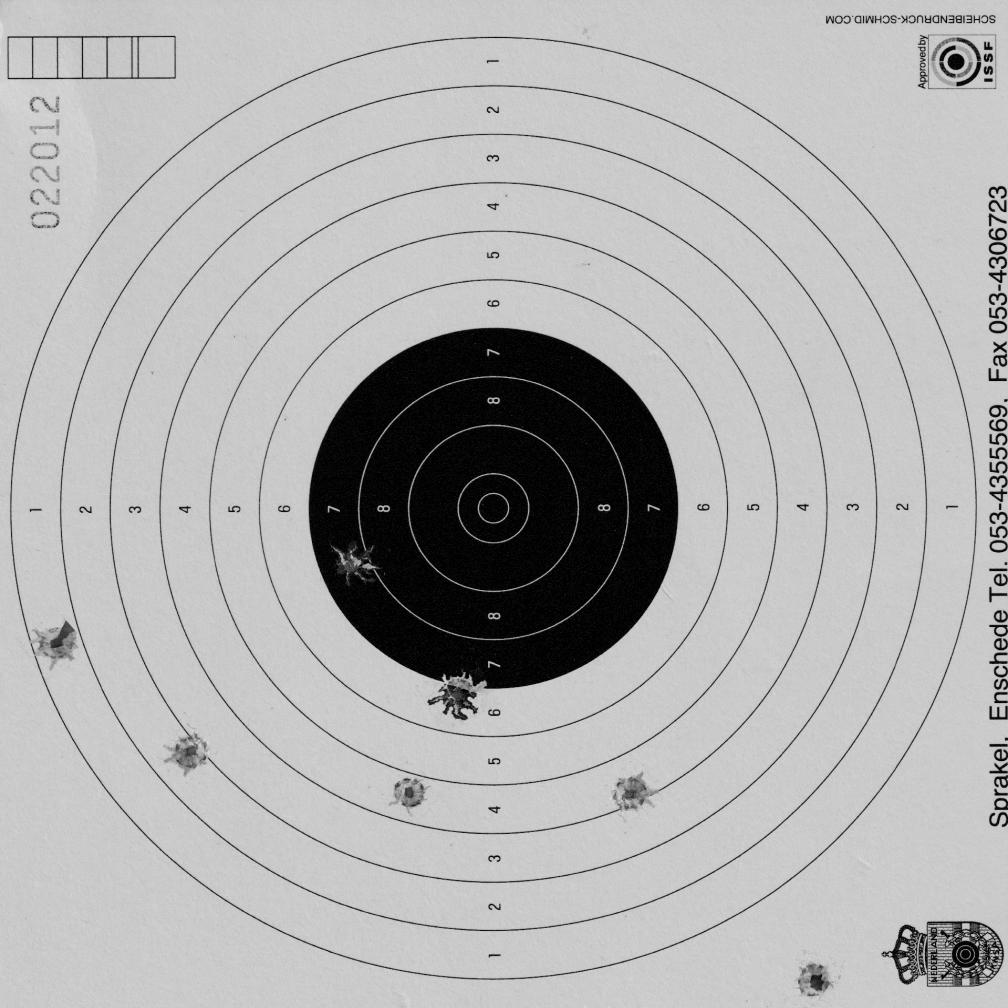 SCHEIBENDRUCK-SCHMID.COM
Approved by
ISSF
022012
1
2
3
4
5
6
7
8
1 2 3 4 5 6 7 8 8 7 6 5 4 3 2 1
8
7
6
5
4
3
2
1
Sprakel, Enschede Tel. 053-4355569, Fax 053-4306723
NEDERLAND